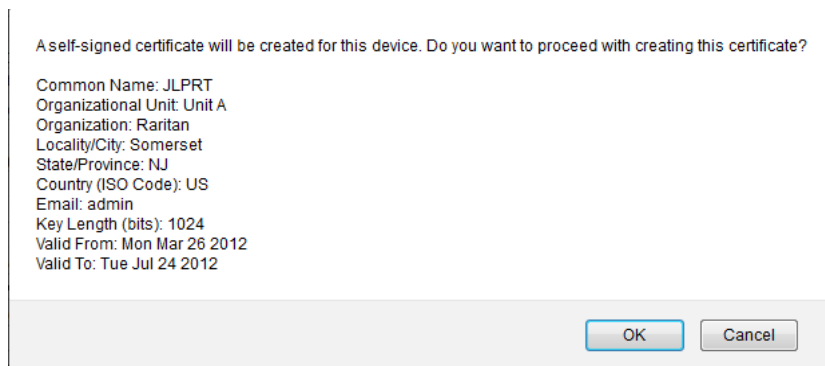 A self-signed certificate will be created for this device. Do you want to proceed with creating this certificate?
Common Name: JLPRT
Organizational Unit: Unit A
Organization: Raritan
Locality/City: Somerset
State/Province: NJ
Country (ISO Code): US
Email: admin
Key Length (bits): 1024
Valid From: Mon Mar 26 2012
Valid To: Tue Jul 24 2012
OK Cancel